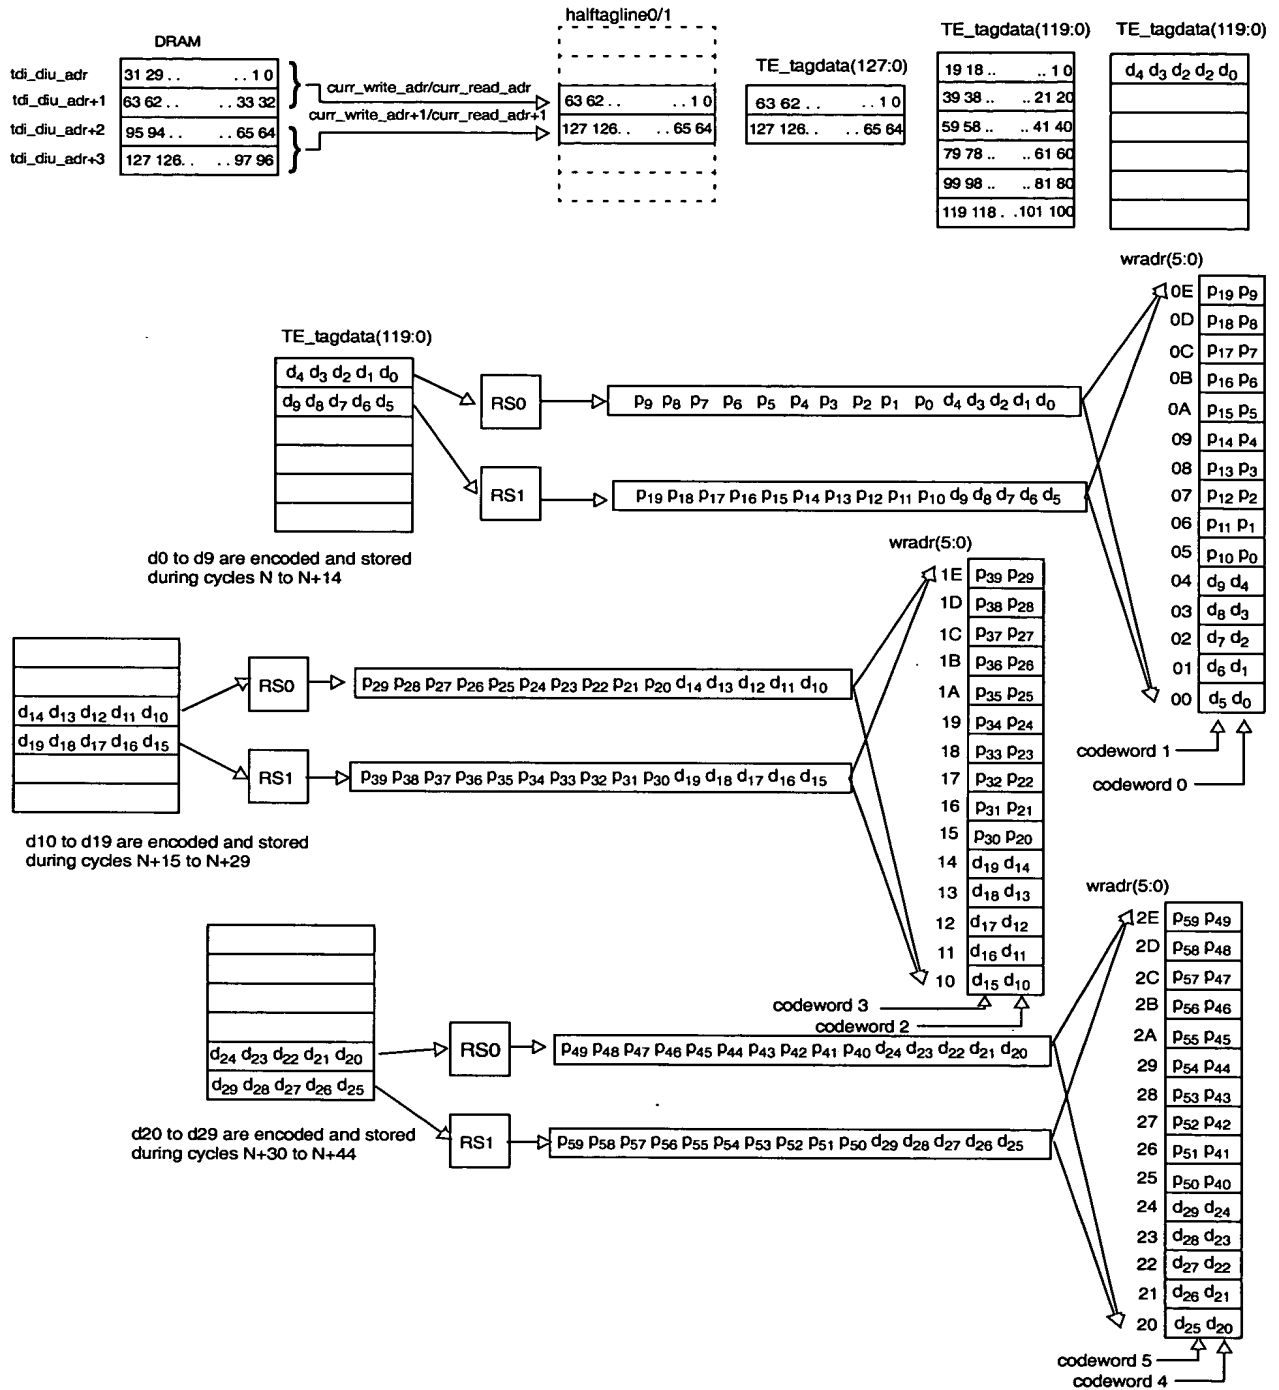 halftagline0/1
TE_tagdata(119:0) TE_tagdata(119:0)
DRAM
TE_tagdata(127:0)
tdi_diu_adr 31 29 . . . . 1 0
tdi_diu_adr+1 63 62 . . . . 33 32
tdi_diu_adr+2 95 94 . . . . 65 64
tdi_diu_adr+3 127 126. . . . 97 96
curr_write_adr/curr_read_adr
curr_write_adr+1/curr_read_adr+1
63 62 . . . . 1 0
127 126. . . . 65 64
63 62 . . . . 1 0
127 126. . . . 65 64
19 18 .. .. 1 0
39 38 .. .. 21 20
59 58 .. .. 41 40
79 78 .. .. 61 60
99 98 .. .. 81 80
119 118 . . .101 100
d4 d3 d2 d2 d0
wradr(5:0)
0E p19 p9
0D p18 p8
0C p17 p7
0B p16 p6
0A p15 p5
09 p14 p4
08 p13 p3
07 p12 p2
06 p11 p1
05 p10 p0
04 d9 d4
03 d8 d3
02 d7 d2
01 d6 d1
00 d5 d0
codeword 1
codeword 0
TE_tagdata(119:0)
d4 d3 d2 d1 d0
d9 d8 d7 d6 d5
RS0
p9 p8 p7 p6 p5 p4 p3 p2 p1 p0 d4 d3 d2 d1 d0
RS1
p19 p18 p17 p16 p15 p14 p13 p12 p11 p10 d9 d8 d7 d6 d5
d0 to d9 are encoded and stored
during cycles N to N+14
wradr(5:0)
1E p39 p29
1D p38 p28
1C p37 p27
1B p36 p26
1A p35 p25
19 p34 p24
18 p33 p23
17 p32 p22
16 p31 p21
15 p30 p20
14 d19 d14
13 d18 d13
12 d17 d12
11 d16 d11
10 d15 d10
codeword 3
codeword 2
d14 d13 d12 d11 d10
d19 d18 d17 d16 d15
RS0
p29 p28 p27 p26 p25 p24 p23 p22 p21 p20 d14 d13 d12 d11 d10
RS1
p39 p38 p37 p36 p35 p34 p33 p32 p31 p30 d19 d18 d17 d16 d15
d10 to d19 are encoded and stored
during cycles N+15 to N+29
wradr(5:0)
2E p59 p49
2D p58 p48
2C p57 p47
2B p56 p46
2A p55 p45
29 p54 p44
28 p53 p43
27 p52 p42
26 p51 p41
25 p50 p40
24 d29 d24
23 d28 d23
22 d27 d22
21 d26 d21
20 d25 d20
codeword 5
codeword 4
d24 d23 d22 d21 d20
d29 d28 d27 d26 d25
RS0
p49 p48 p47 p46 p45 p44 p43 p42 p41 p40 d24 d23 d22 d21 d20
RS1
p59 p58 p57 p56 p55 p54 p53 p52 p51 p50 d29 d28 d27 d26 d25
d20 to d29 are encoded and stored
during cycles N+30 to N+44